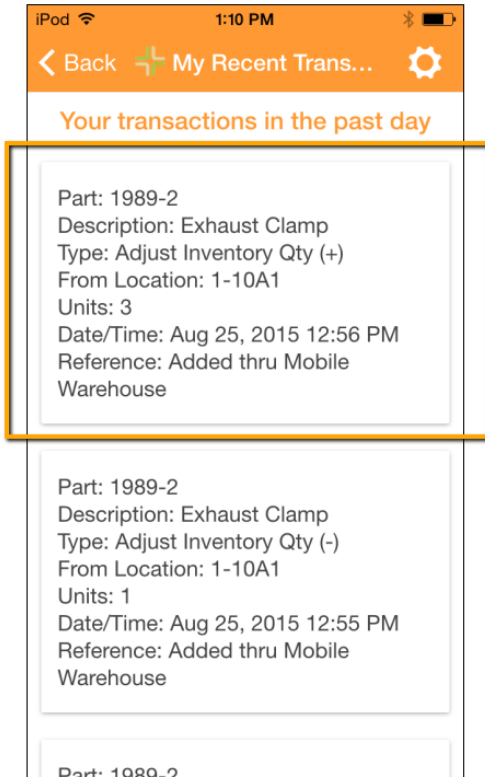 iPod 1:10 PM
Back My Recent Trans...
Your transactions in the past day
Part: 1989-2
Description: Exhaust Clamp
Type: Adjust Inventory Qty (+)
From Location: 1-10A1
Units: 3
Date/Time: Aug 25, 2015 12:56 PM
Reference: Added thru Mobile
Warehouse
Part: 1989-2
Description: Exhaust Clamp
Type: Adjust Inventory Qty (-)
From Location: 1-10A1
Units: 1
Date/Time: Aug 25, 2015 12:55 PM
Reference: Added thru Mobile
Warehouse
Part: 1989-2